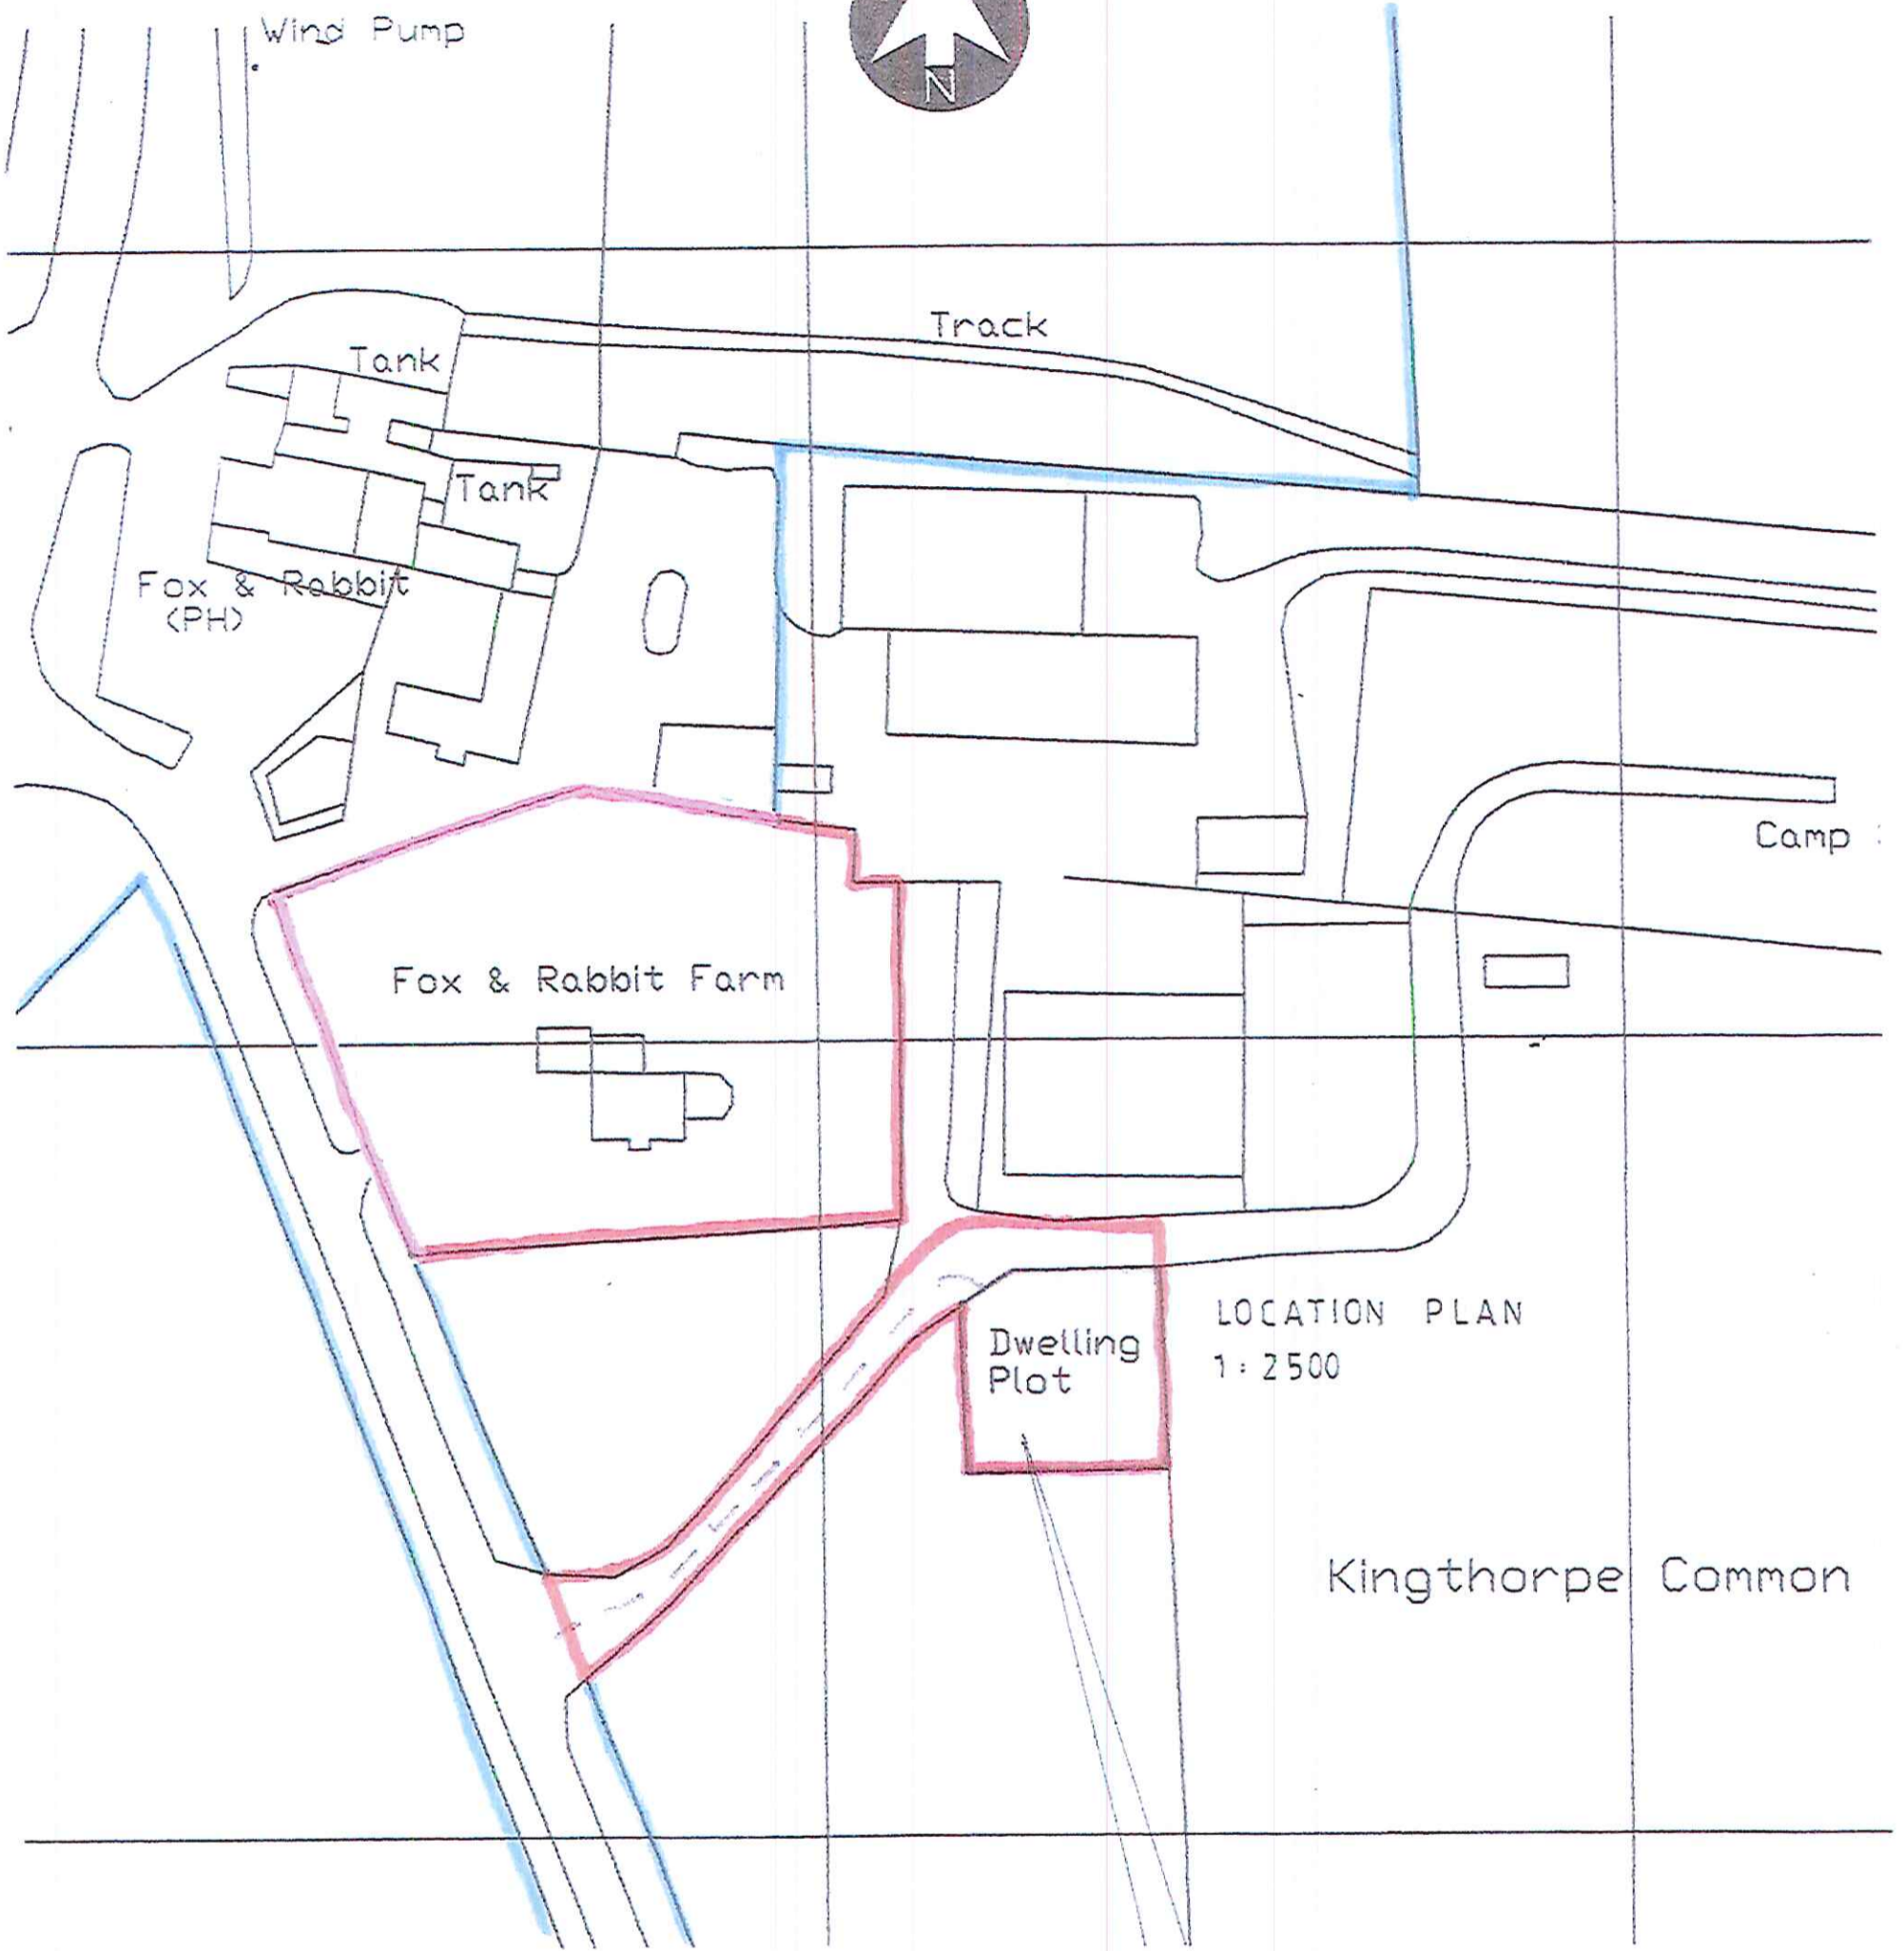 Wind Pump
N
Track
Tank
Tank
Fox & Rabbit
(PH)
Camp
Fox & Rabbit Farm
LOCATION PLAN
1:2500
Dwelling
Plot
Kingthorpe Common